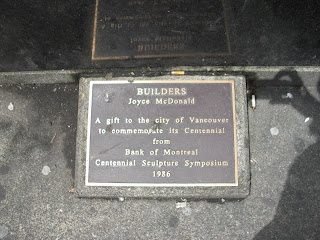 BUILDERS
Joyce McDonald
A gift to the city of Vancouver
to commemorate its Centennial
from
Bank of Montreal
Centennial Sculpture Symposium
1986